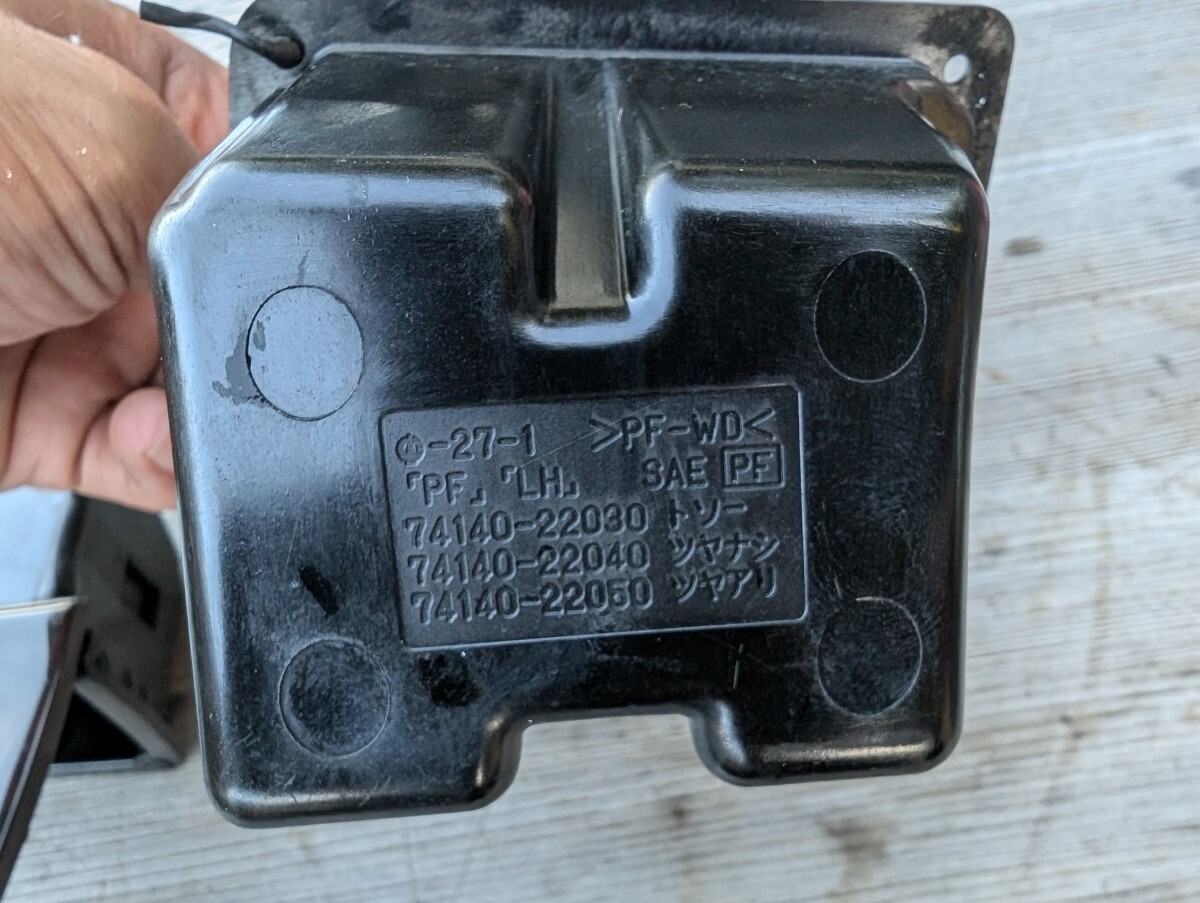 -27-1 >PF-WD<
「PF」 「LH」 SAE PF
74140-22030 トソー
74140-22040 ツヤナシ
74140-22050 ツヤアリ